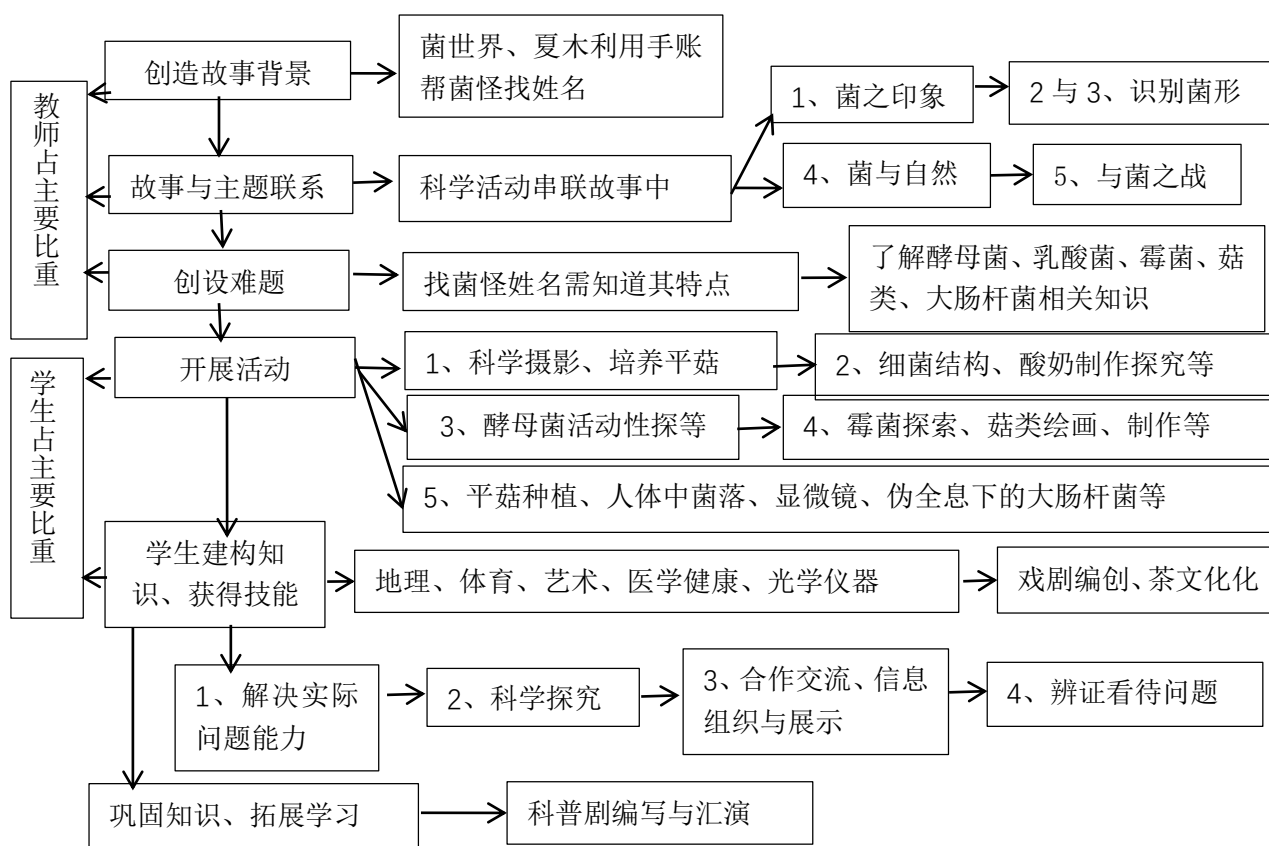 创造故事背景
菌世界、夏木利用手账
帮菌怪找姓名
教师占主要比重
1、菌之印象
2 与 3、识别菌形
故事与主题联系
科学活动串联故事中
4、菌与自然
5、与菌之战
创设难题
找菌怪姓名需知道其特点
了解酵母菌、乳酸菌、霉菌、菇
类、大肠杆菌相关知识
开展活动
1、科学摄影、培养平菇
2、细菌结构、酸奶制作探究等
学生占主要比重
3、酵母菌活动性探等
4、霉菌探索、菇类绘画、制作等
5、平菇种植、人体中菌落、显微镜、伪全息下的大肠杆菌等
学生建构知
识、获得技能
地理、体育、艺术、医学健康、光学仪器
戏剧编创、茶文化化
1、解决实际
问题能力
2、科学探究
3、合作交流、信息
组织与展示
4、辨证看待问题
巩固知识、拓展学习
科普剧编写与汇演